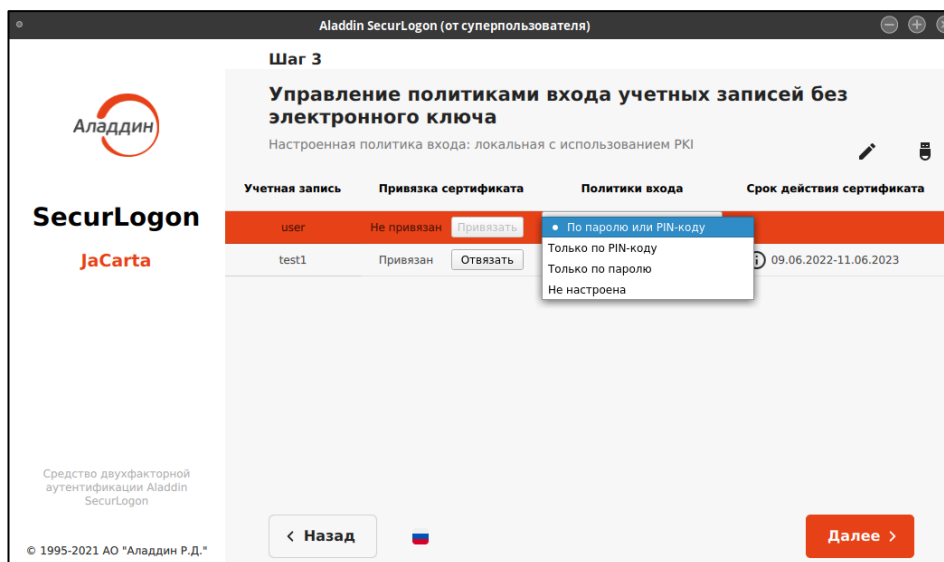 Aladdin SecurLogon (от суперпользователя)
Шаг 3
Управление политиками входа учетных записей без
электронного ключа
Настроенная политика входа: локальная с использованием PKI
Аладдин
SecurLogon
JaCarta
Учетная запись Привязка сертификата Политики входа Срок действия сертификата
user Не привязан Привязать По паролю или PIN-коду
Только по PIN-коду
test1 Привязан Отвязать Только по паролю 09.06.2022-11.06.2023
Не настроена
Средство двухфакторной
аутентификации Aladdin
SecurLogon
Назад
Далее
© 1995-2021 АО "Аладдин Р.Д."